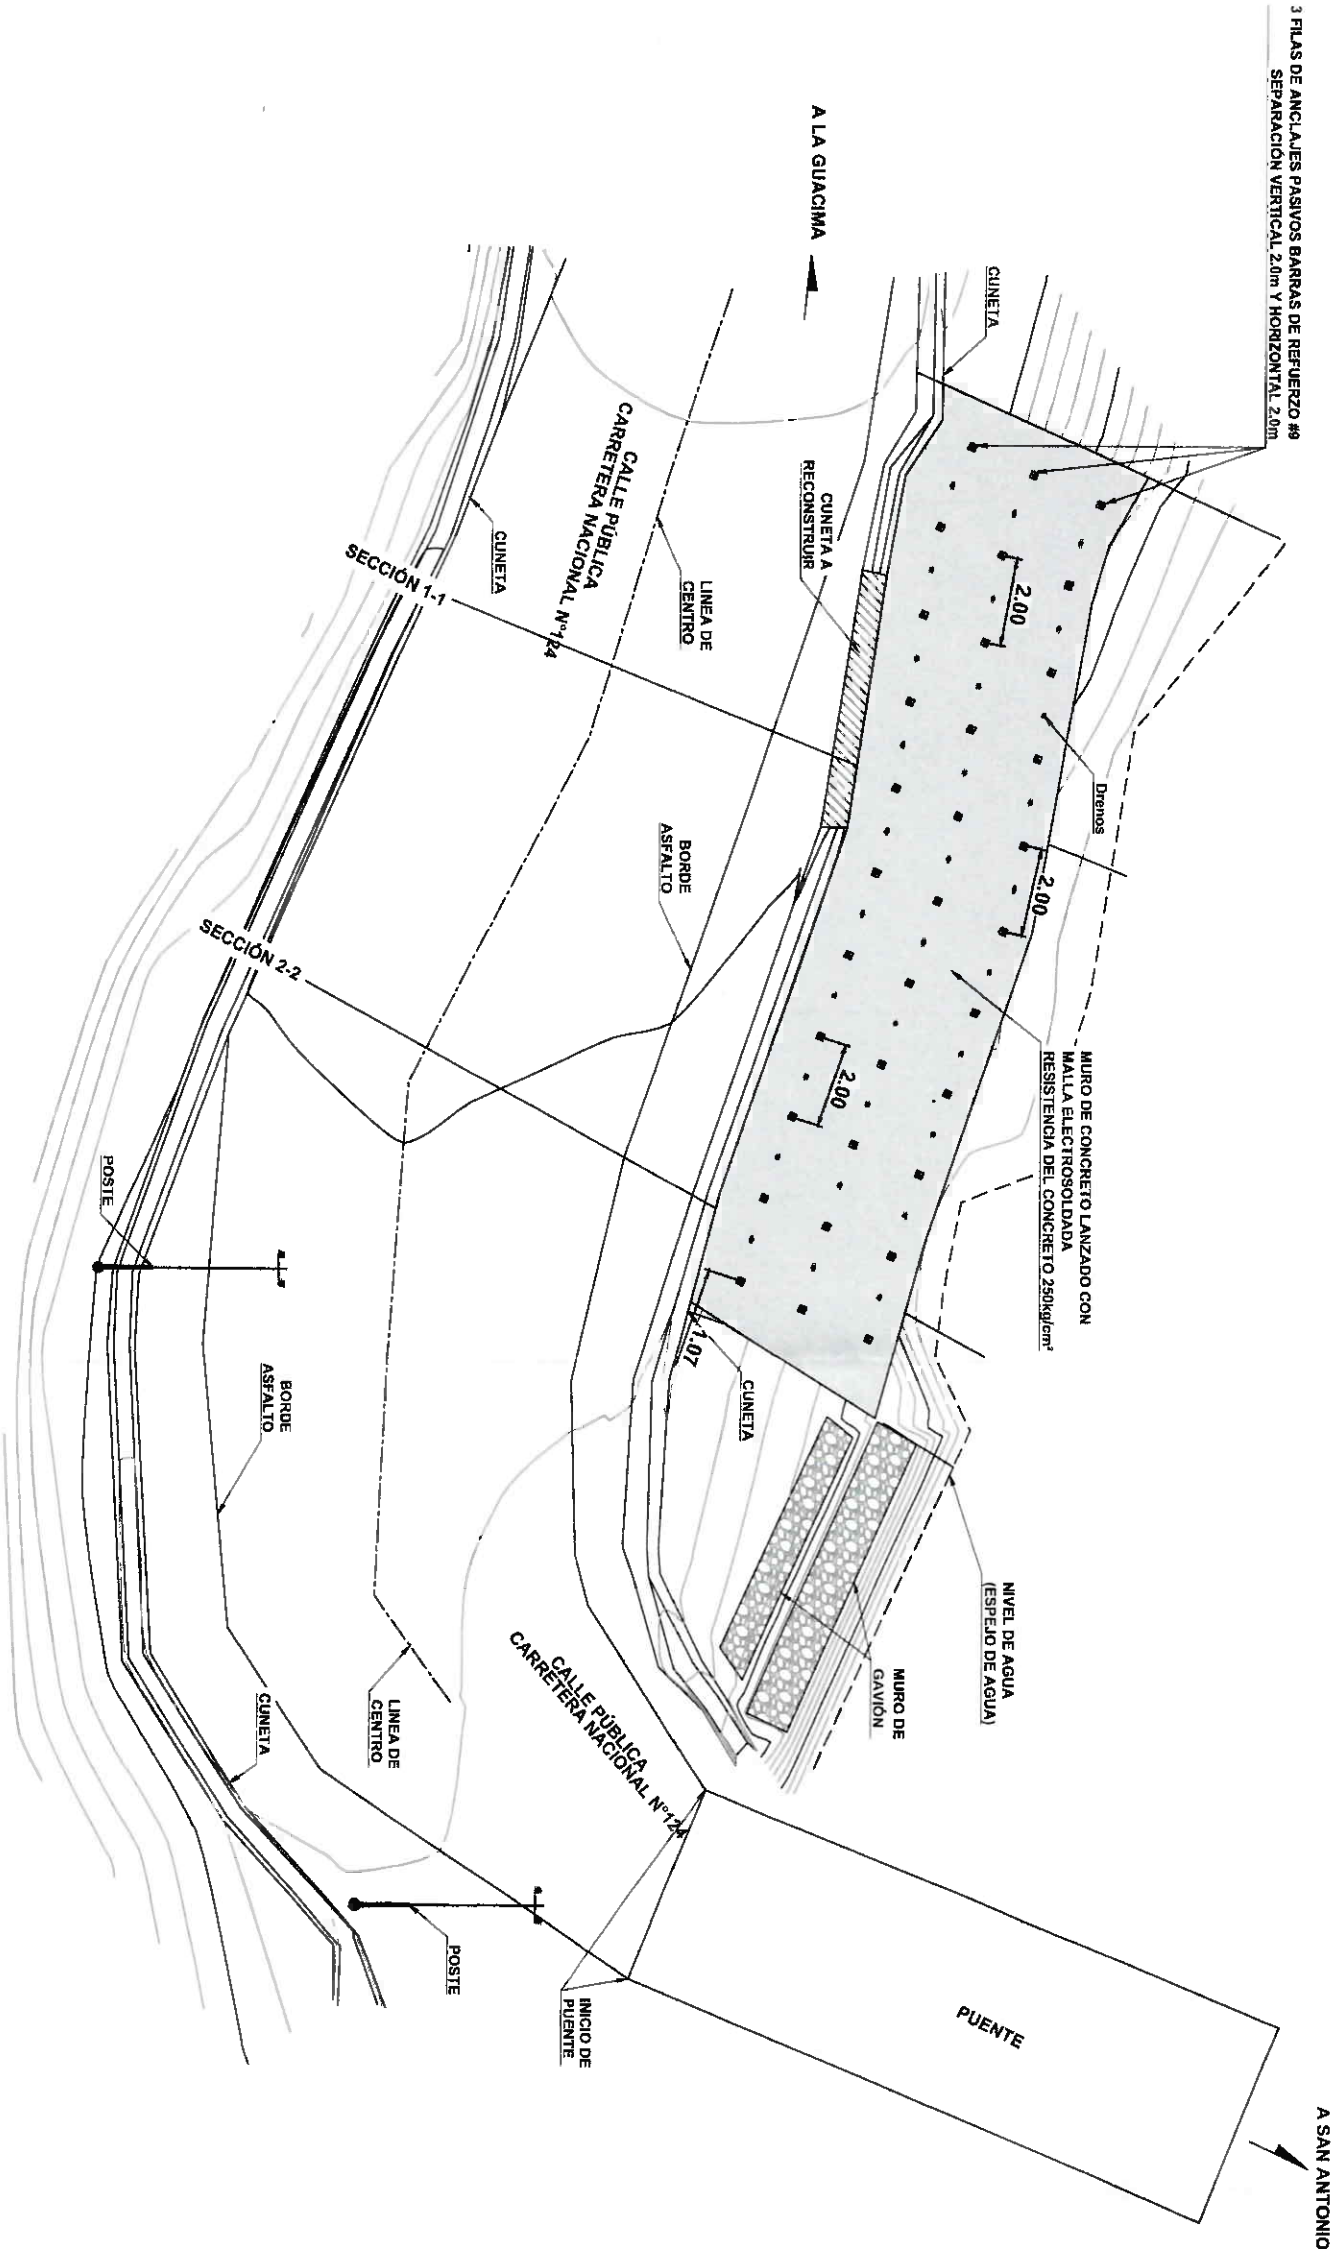 3 FILAS DE ANCLAJES PASIVOS BARRAS DE REFUERZO #9
SEPARACIÓN VERTICAL 2.0m Y HORIZONTAL 2.0m
A LA GUACIMA
CUNETA
CALLE PÚBLICA
CARRETERA NACIONAL N°124
CUNETA A
RECONSTRUIR
CUNETA
LINEA DE
CENTRO
SECCIÓN 1-1
2.00
Drenos
2.00
BORDE
ASFALTO
SECCIÓN 2-2
2.00
MURO DE CONCRETO LANZADO CON
MALLA ELECTROSOLDADA
RESISTENCIA DEL CONCRETO 250kg/cm²
POSTE
1.07
CUNETA
BORDE
ASFALTO
NIVEL DE AGUA
(ESPEJO DE AGUA)
MURO DE
GAVIÓN
CALLE PÚBLICA
CARRETERA NACIONAL N°124
LINEA DE
CENTRO
CUNETA
POSTE
INICIO DE
PUENTE
PUENTE
A SAN ANTONIO